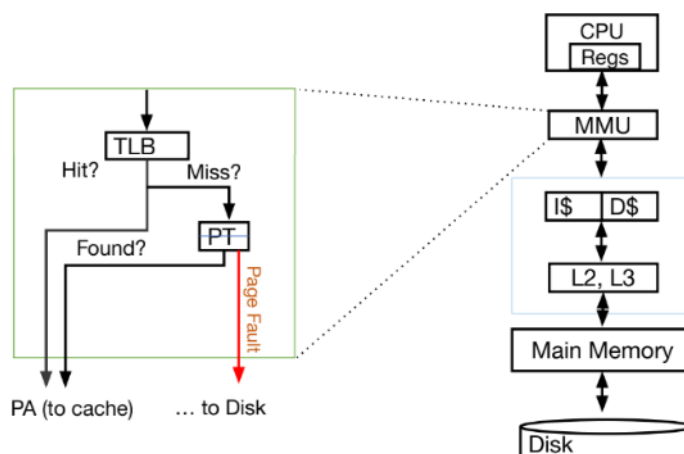 TLB
Hit?
Miss?
PT
Found?
Page Fault
PA (to cache)
... to Disk
CPU
Regs
MMU
I$ D$
L2, L3
Main Memory
Disk